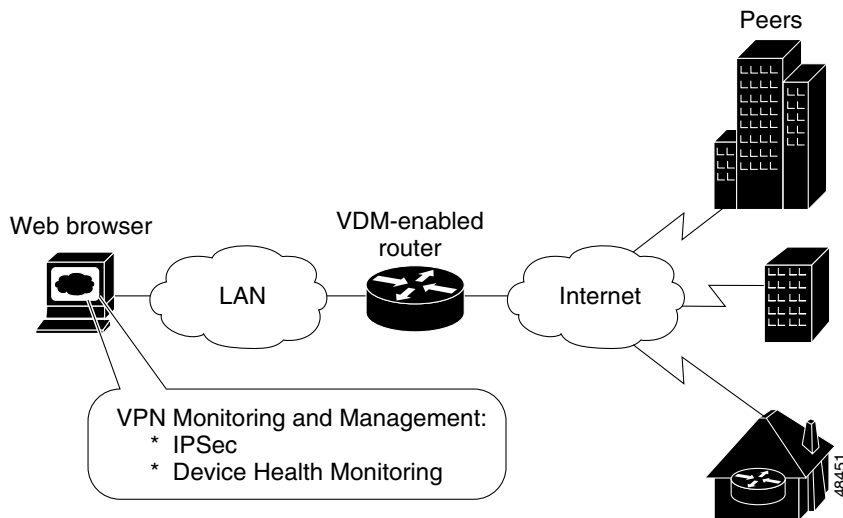 Peers
Web browser
VDM-enabled
router
LAN
Internet
VPN Monitoring and Management:
* IPSec
* Device Health Monitoring
48451